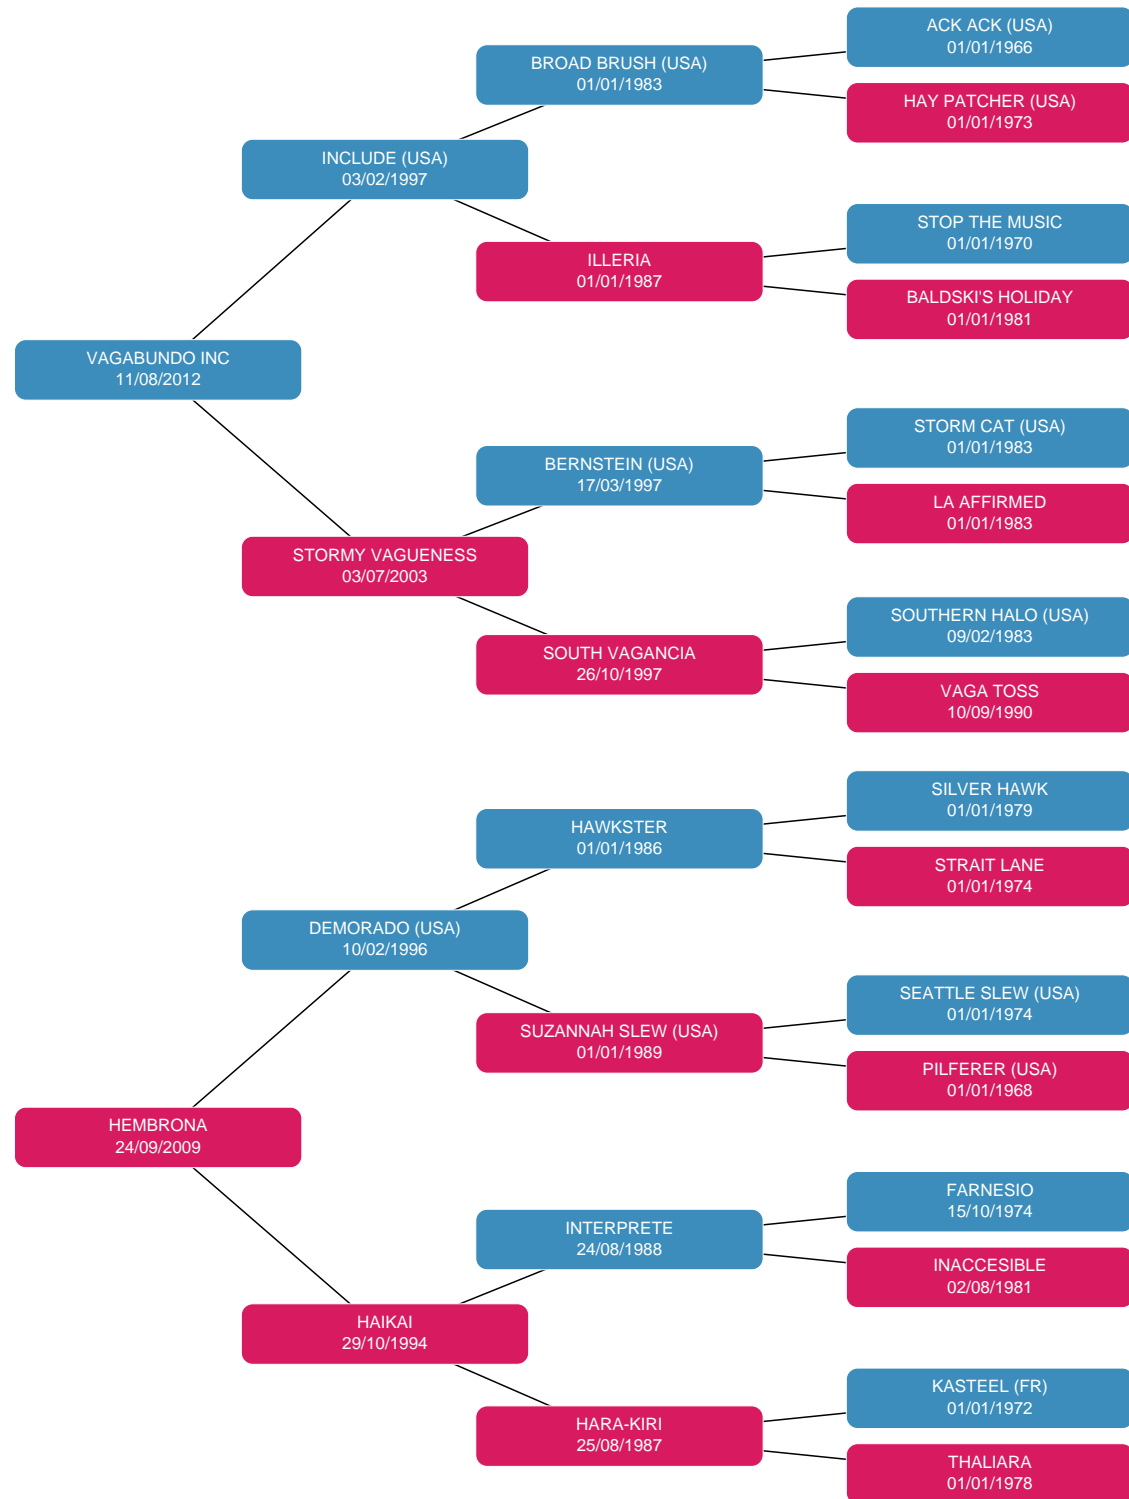 ACK ACK (USA)
01/01/1966
BROAD BRUSH (USA)
01/01/1983
HAY PATCHER (USA)
01/01/1973
INCLUDE (USA)
03/02/1997
STOP THE MUSIC
01/01/1970
ILLERIA
01/01/1987
BALDSKI'S HOLIDAY
01/01/1981
VAGABUNDO INC
11/08/2012
STORM CAT (USA)
01/01/1983
BERNSTEIN (USA)
17/03/1997
LA AFFIRMED
01/01/1983
STORMY VAGUENESS
03/07/2003
SOUTHERN HALO (USA)
09/02/1983
SOUTH VAGANCIA
26/10/1997
VAGA TOSS
10/09/1990
SILVER HAWK
01/01/1979
HAWKSTER
01/01/1986
STRAIT LANE
01/01/1974
DEMORADO (USA)
10/02/1996
SEATTLE SLEW (USA)
01/01/1974
SUZANNAH SLEW (USA)
01/01/1989
PILFERER (USA)
01/01/1968
HEMBRONA
24/09/2009
FARNESIO
15/10/1974
INTERPRETE
24/08/1988
INACCESIBLE
02/08/1981
HAIKAI
29/10/1994
KASTEEL (FR)
01/01/1972
HARA-KIRI
25/08/1987
THALIARA
01/01/1978